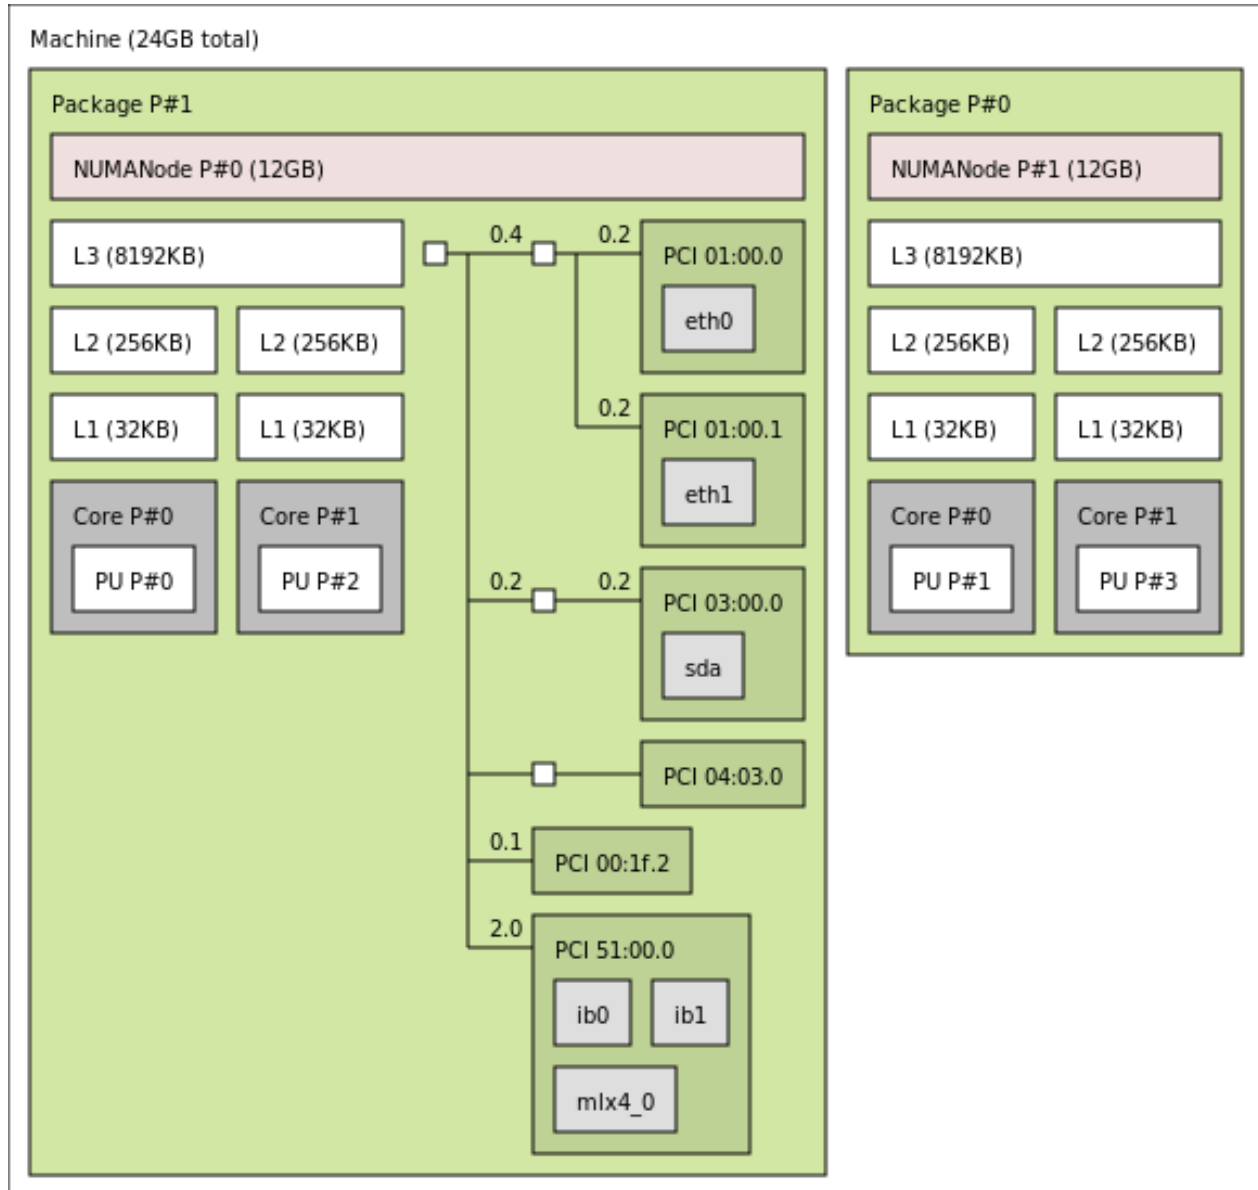 Machine (24GB total)
Package P#1
NUMANode P#0 (12GB)
L3 (8192KB)
L2 (256KB) L2 (256KB)
L1 (32KB) L1 (32KB)
Core P#0 Core P#1
PU P#0 PU P#2
0.4 0.2
PCI 01:00.0
eth0
0.2
PCI 01:00.1
eth1
0.2 0.2
PCI 03:00.0
sda
PCI 04:03.0
0.1
PCI 00:1f.2
2.0
PCI 51:00.0
ib0 ib1
mlx4_0
Package P#0
NUMANode P#1 (12GB)
L3 (8192KB)
L2 (256KB) L2 (256KB)
L1 (32KB) L1 (32KB)
Core P#0 Core P#1
PU P#1 PU P#3